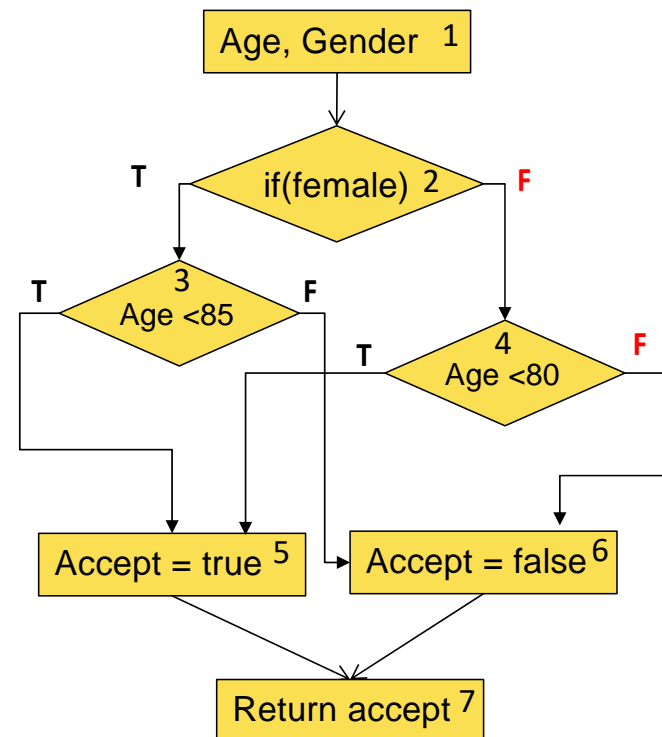 Age, Gender 1
T
if(female) 2
F
3
T
F
Age <85
4
T
F
Age <80
Accept = true 5
Accept = false 6
Return accept 7